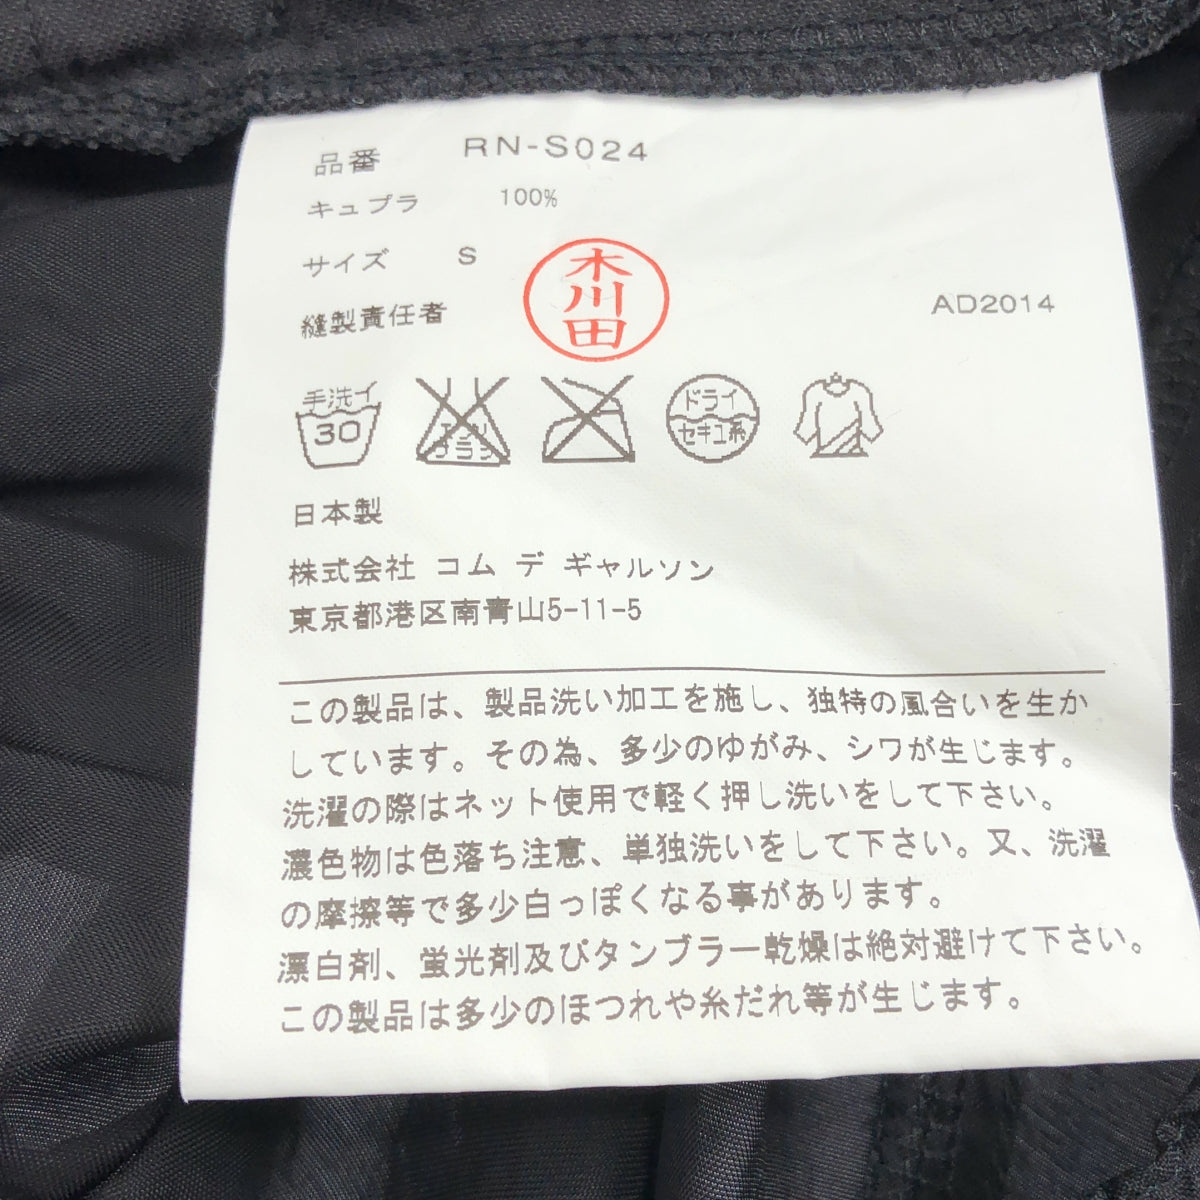 品番 RN-S024
キュプラ 100%
サイズ S
縫製責任者 木川田 AD2014
手洗イ 30 エンソ サラシ ドライ セキユ系
日本製
株式会社 コム デ ギャルソン
東京都港区南青山5-11-5
この製品は、製品洗い加工を施し、独特の風合いを生か
しています。その為、多少のゆがみ、シワが生じます。
洗濯の際はネット使用で軽く押し洗いをして下さい。
濃色物は色落ち注意、単独洗いをして下さい。又、洗濯
の摩擦等で多少白っぽくなる事があります。
漂白剤、蛍光剤及びタンブラー乾燥は絶対避けて下さい。
この製品は多少のほつれや糸だれ等が生じます。